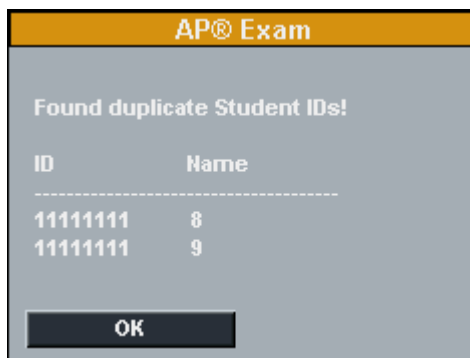 AP® Exam
Found duplicate Student IDs!
ID Name
--------------------------------------
11111111 8
11111111 9
OK